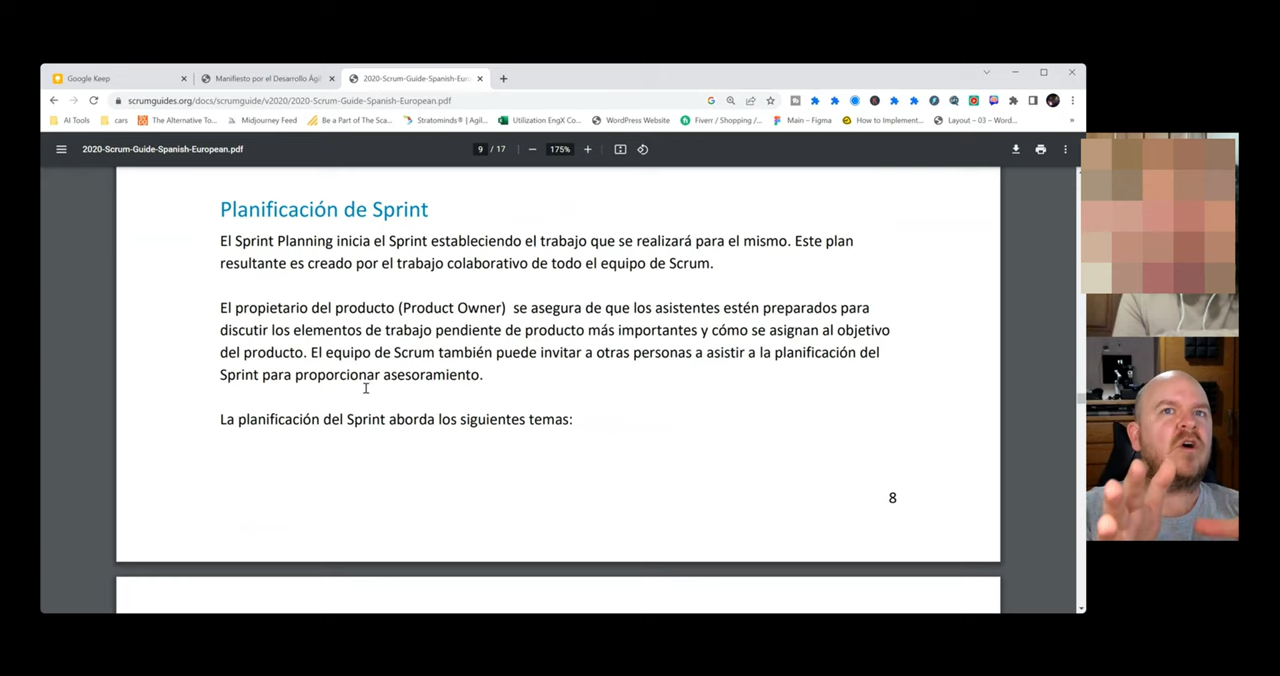 Google Keep
Manifiesto por el Desarrollo Ági
2020-Scrum-Guide-Spanish-Euro
scrumguides.org/docs/scrumguide/v2020/2020-Scrum-Guide-Spanish-European.pdf
AI Tools
cars
The Alternative To...
Midjourney Feed
Be a Part of The Sca...
Stratominds® | Agil...
Utilization EngX Co...
WordPress Website
Fiverr / Shopping /...
Main – Figma
How to Implement...
Layout – 03 – Word...
2020-Scrum-Guide-Spanish-European.pdf
9 / 17
175%
Planificación de Sprint
El Sprint Planning inicia el Sprint estableciendo el trabajo que se realizará para el mismo. Este plan
resultante es creado por el trabajo colaborativo de todo el equipo de Scrum.
El propietario del producto (Product Owner) se asegura de que los asistentes estén preparados para
discutir los elementos de trabajo pendiente de producto más importantes y cómo se asignan al objetivo
del producto. El equipo de Scrum también puede invitar a otras personas a asistir a la planificación del
Sprint para proporcionar asesoramiento.
La planificación del Sprint aborda los siguientes temas:
8